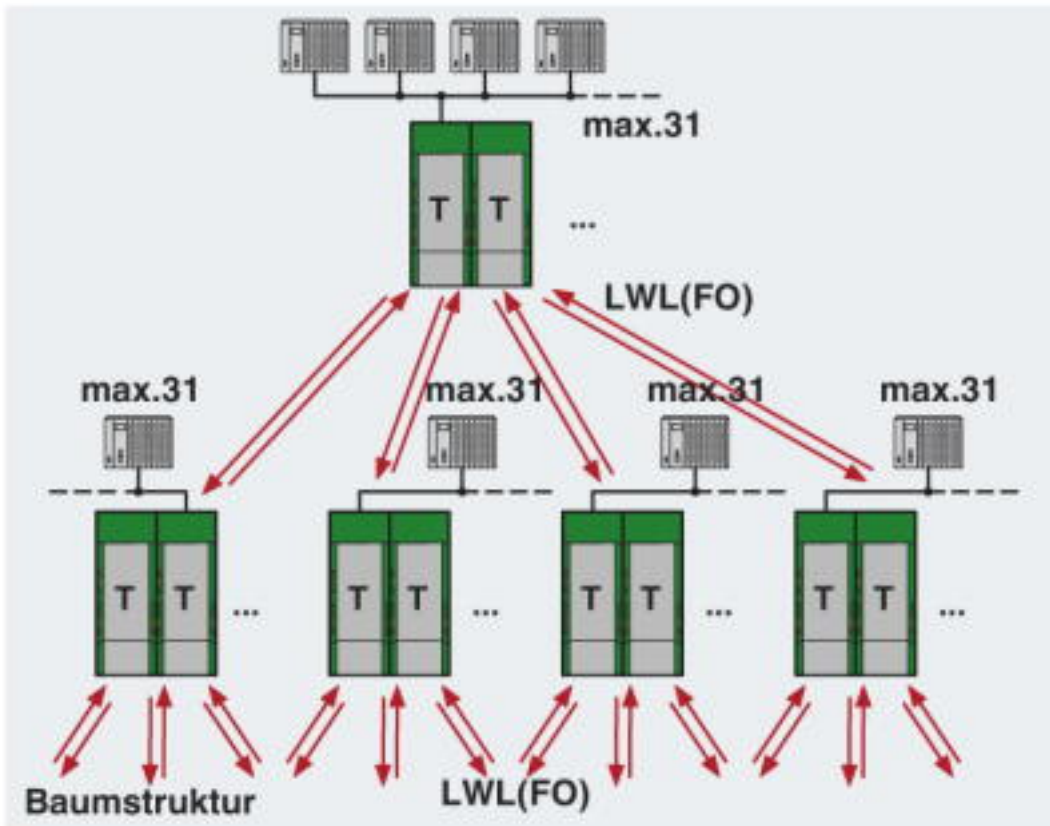 max.31
T T ...
LWL(FO)
max.31 max.31 max.31 max.31
T T ... T T ... T T ... T T ...
Baumstruktur LWL(FO)